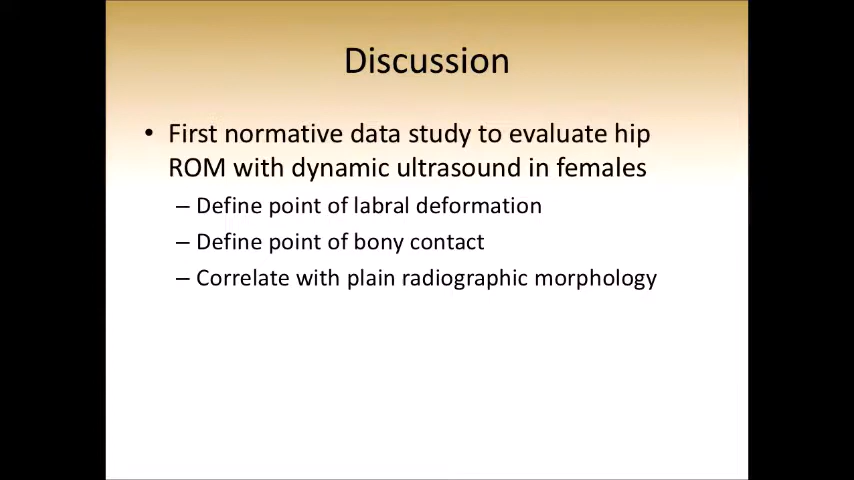 Discussion
• First normative data study to evaluate hip
ROM with dynamic ultrasound in females
– Define point of labral deformation
– Define point of bony contact
– Correlate with plain radiographic morphology